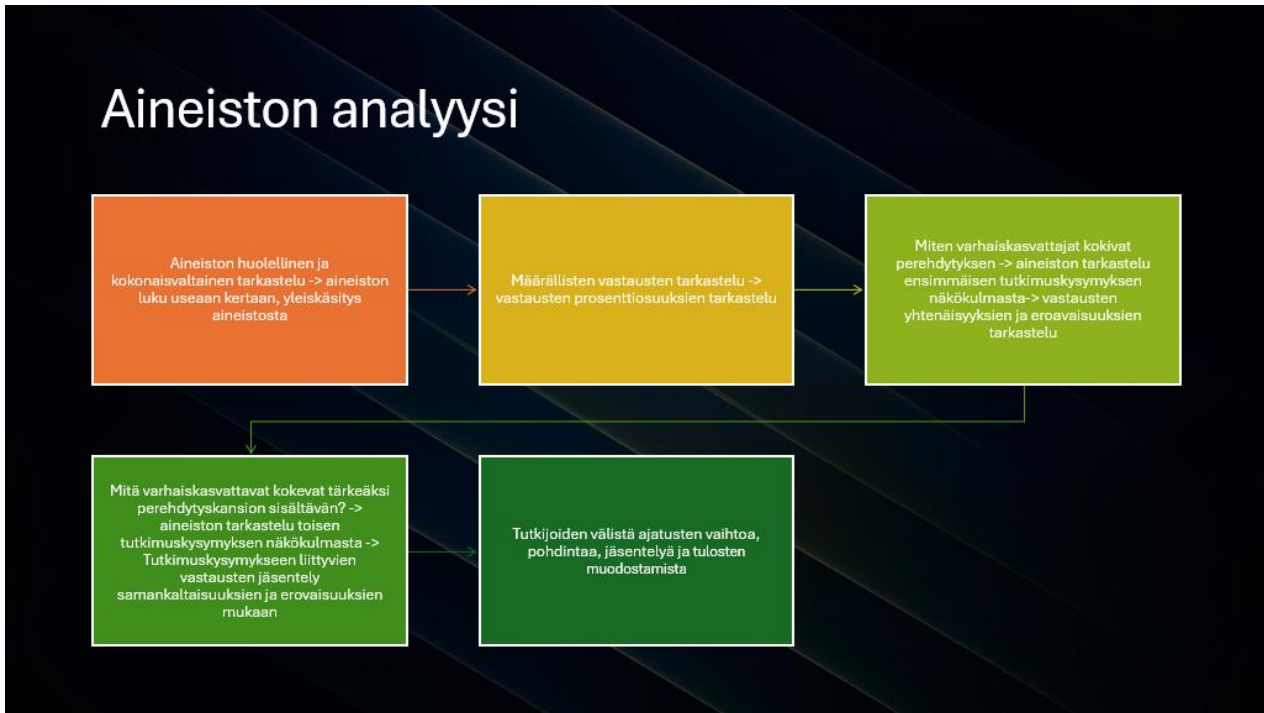 Aineiston analyysi
Aineiston huolellinen ja
kokonaisvaltainen tarkastelu -> aineiston
luku useaan kertaan, yleiskäsitys
aineistosta
Määrällisten vastausten tarkastelu ->
vastausten prosenttiosuuksien tarkastelu
Miten varhaiskasvattajat kokivat
perehdytyksen -> aineiston tarkastelu
ensimmäisen tutkimuskysymyksen
näkökulmasta-> vastausten
yhtenäisyyksien ja eroavaisuuksien
tarkastelu
Mitä varhaiskasvattavat kokevat tärkeäksi
perehdytyskansion sisältävän? ->
aineiston tarkastelu toisen
tutkimuskysymyksen näkökulmasta ->
Tutkimuskysymykseen liittyvien
vastausten jäsentely
samankaltaisuuksien ja erovaisuuksien
mukaan
Tutkijoiden välistä ajatusten vaihtoa,
pohdintaa, jäsentelyä ja tulosten
muodostamista